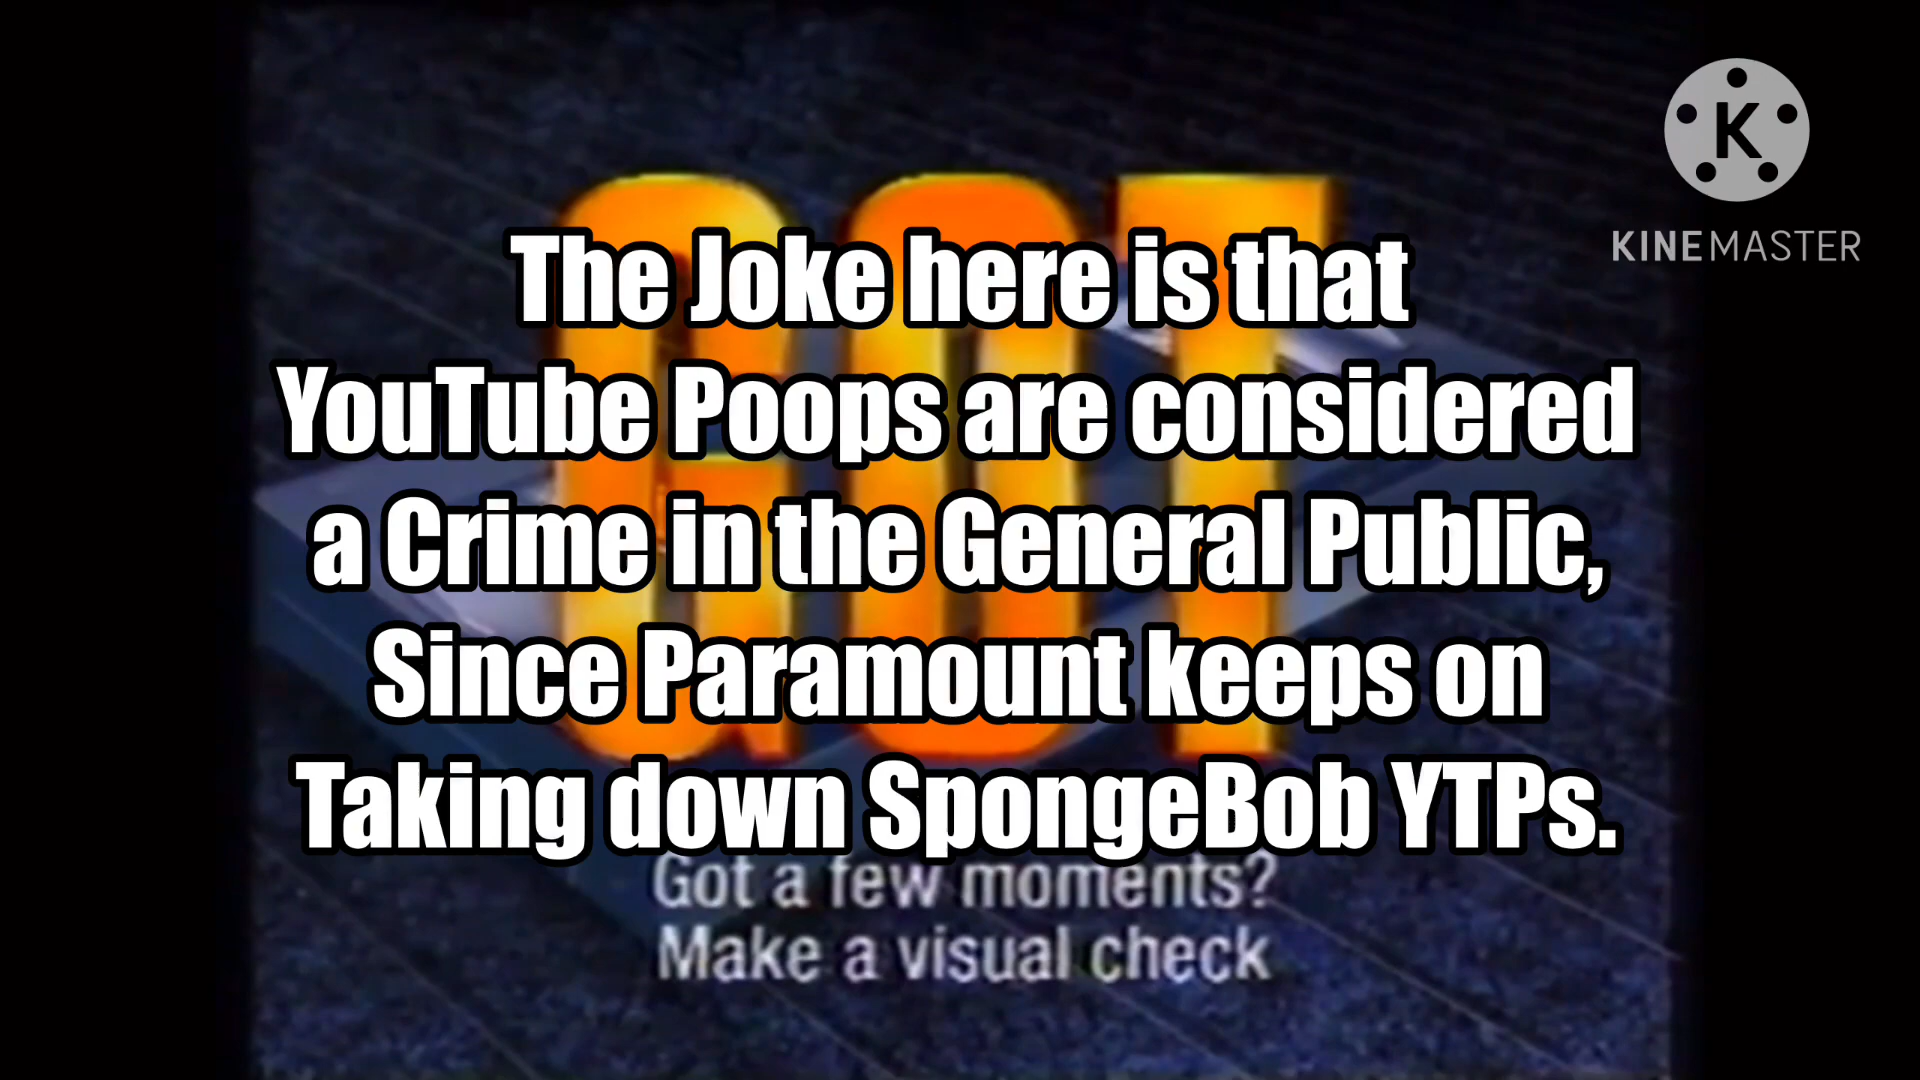 K
KINEMASTER
GOT
The Joke here is that
YouTube Poops are considered
a Crime in the General Public,
Since Paramount keeps on
Taking down SpongeBob YTPs.
Got a few moments?
Make a visual check